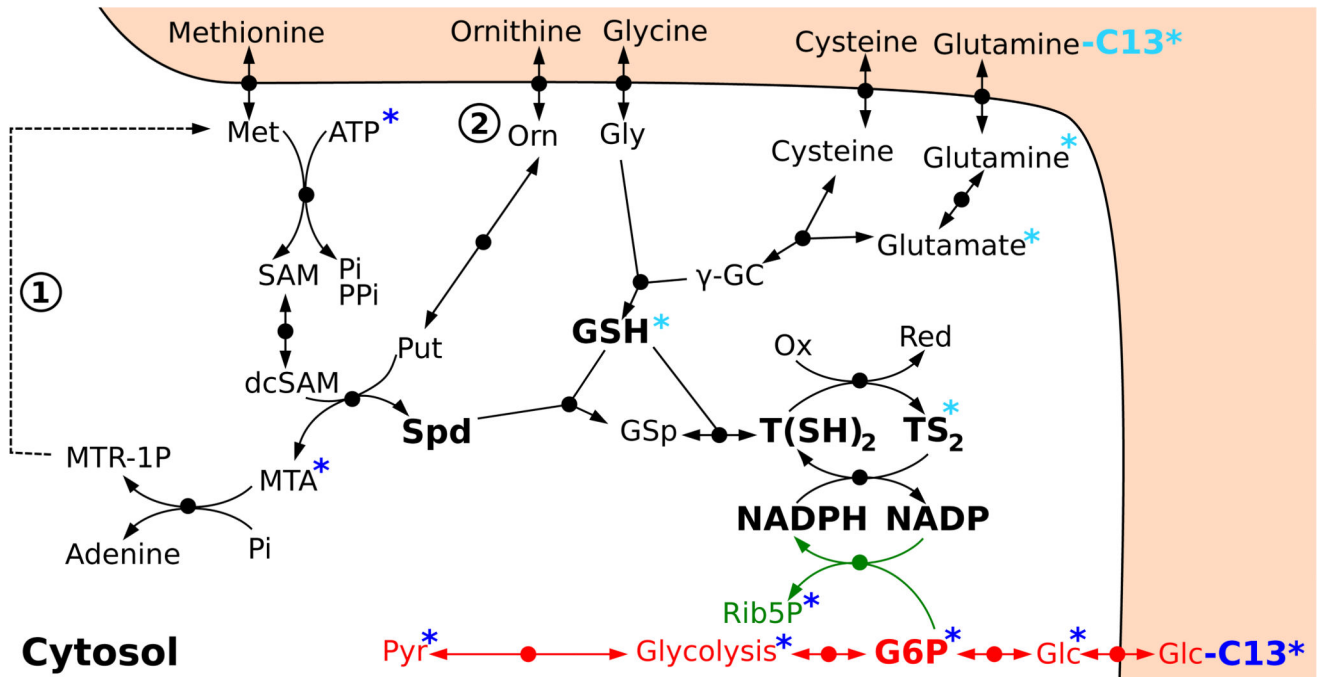 Methionine
Ornithine
Glycine
Cysteine
Glutamine-C13*
Met
ATP*
2
Orn
Gly
Cysteine
Glutamine*
Glutamate*
1
SAM
Pi
PPi
γ-GC
GSH*
Put
Ox
Red
dcSAM
Spd
GSp
T(SH)₂
TS₂*
MTR-1P
MTA*
NADPH
NADP
Adenine
Pi
Rib5P*
Cytosol
Pyr*
Glycolysis*
G6P*
Glc*
Glc-C13*